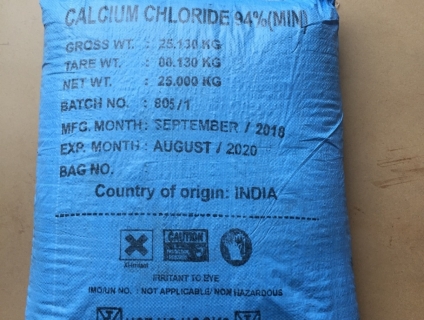 CALCIUM CHLORIDE 94%(MIN)
GROSS WT. : 25.130 KG
TARE WT. : 00.130 KG
NET WT. : 25.000 KG
BATCH NO. : 805/1
MFG. MONTH : SEPTEMBER / 2018
EXP. MONTH : AUGUST / 2020
BAG NO. :
Country of origin: INDIA
CAUTION
Xi-Irritant
IRRITANT TO EYE
IMO/UN NO. : NOT APPLICABLE/ NON HAZARDOUS